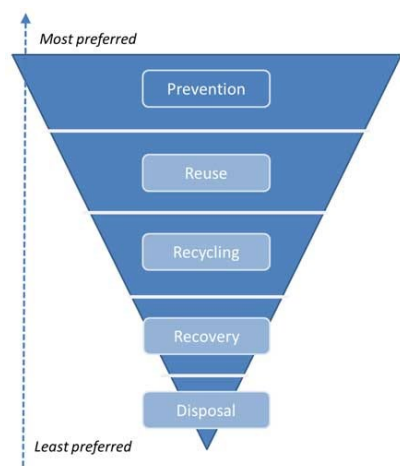 Most preferred
Prevention
Reuse
Recycling
Recovery
Disposal
Least preferred